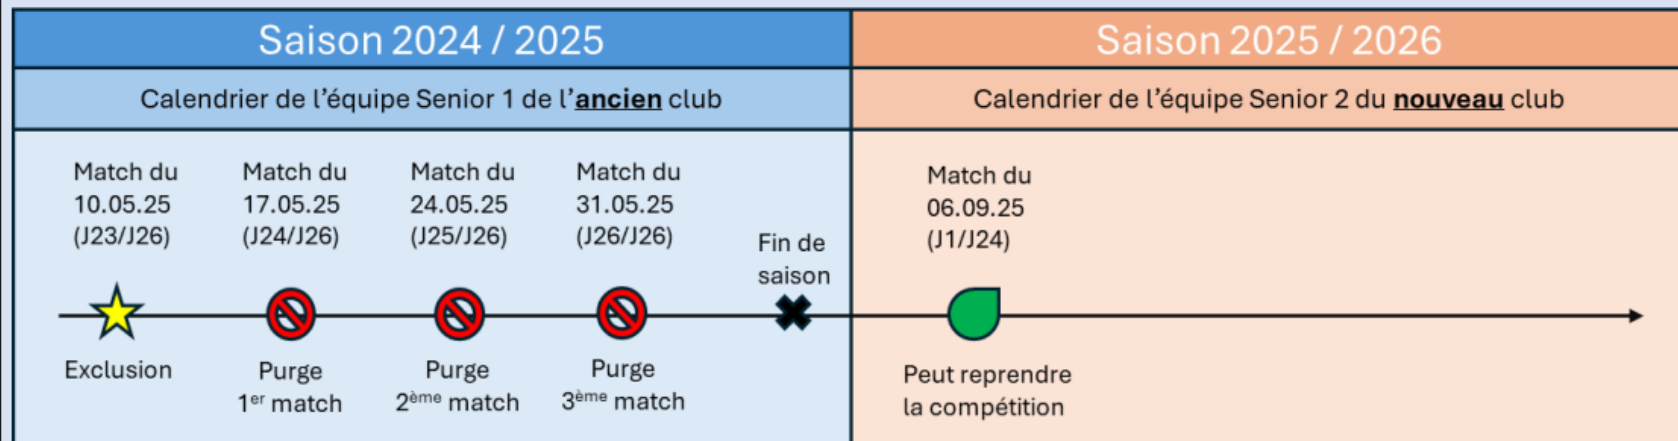 Saison 2024 / 2025
Saison 2025 / 2026
Calendrier de l’équipe Senior 1 de l’ancien club
Calendrier de l’équipe Senior 2 du nouveau club
Match du
10.05.25
(J23/J26)
Match du
17.05.25
(J24/J26)
Match du
24.05.25
(J25/J26)
Match du
31.05.25
(J26/J26)
Fin de
saison
Match du
06.09.25
(J1/J24)
Exclusion
Purge
1er match
Purge
2ème match
Purge
3ème match
Peut reprendre
la compétition